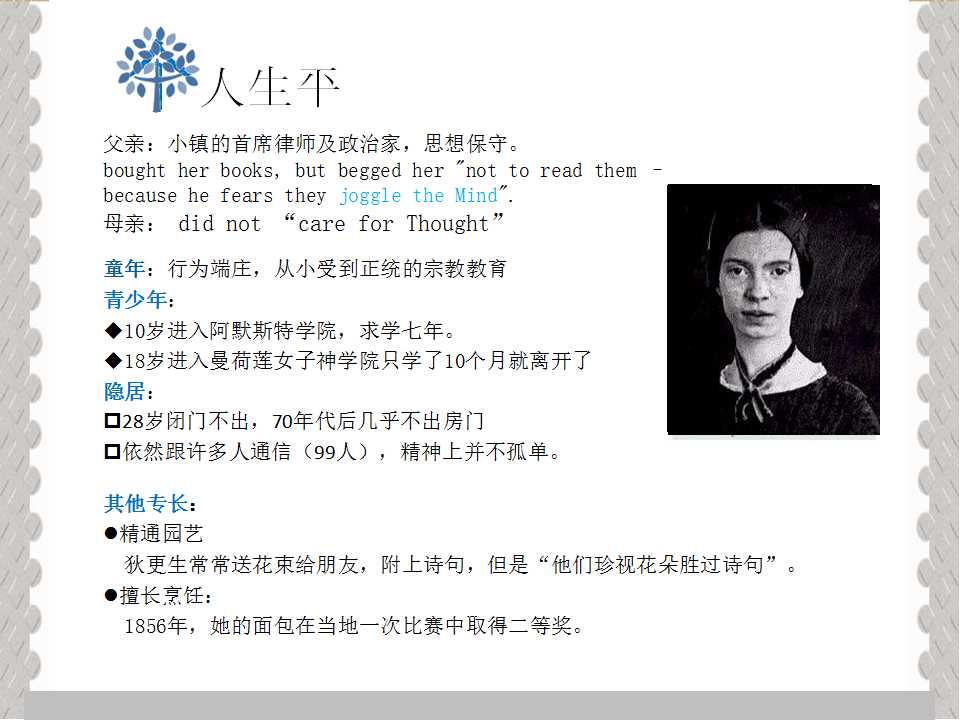 人生平
父亲：小镇的首席律师及政治家，思想保守。
bought her books, but begged her "not to read them –
because he fears they joggle the Mind".
母亲： did not “care for Thought”
童年：行为端庄，从小受到正统的宗教教育
青少年：
◆10岁进入阿默斯特学院，求学七年。
◆18岁进入曼荷莲女子神学院只学了10个月就离开了
隐居：
28岁闭门不出，70年代后几乎不出房门
依然跟许多人通信（99人），精神上并不孤单。
其他专长：
●精通园艺
狄更生常常送花束给朋友，附上诗句，但是“他们珍视花朵胜过诗句”。
●擅长烹饪：
1856年，她的面包在当地一次比赛中取得二等奖。